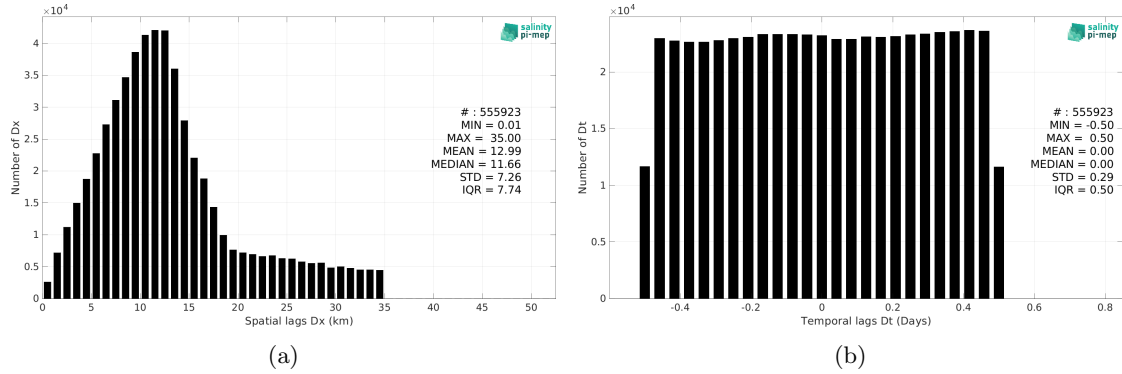 ×10⁴
4
3.5
3
2.5
2
1.5
1
0.5
0
0 5 10 15 20 25 30 35 40 45 50
Number of Dx
Spatial lags Dx (km)
salinity
pi-mep
# : 555923
MIN = 0.01
MAX = 35.00
MEAN = 12.99
MEDIAN = 11.66
STD = 7.26
IQR = 7.74
(a)
×10⁴
2
1.5
1
0.5
0
-0.4 -0.2 0 0.2 0.4 0.6 0.8
Number of Dt
Temporal lags Dt (Days)
salinity
pi-mep
# : 555923
MIN = -0.50
MAX = 0.50
MEAN = 0.00
MEDIAN = 0.00
STD = 0.29
IQR = 0.50
(b)